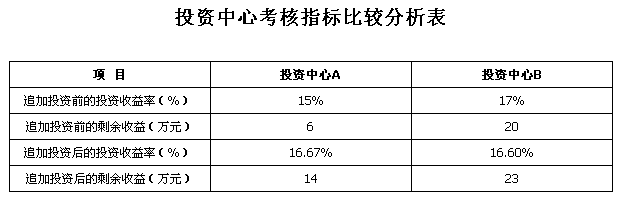 投资中心考核指标比较分析表
项 目 投资中心A 投资中心B
追加投资前的投资收益率（%） 15% 17%
追加投资前的剩余收益（万元） 6 20
追加投资后的投资收益率（%） 16.67% 16.60%
追加投资后的剩余收益（万元） 14 23